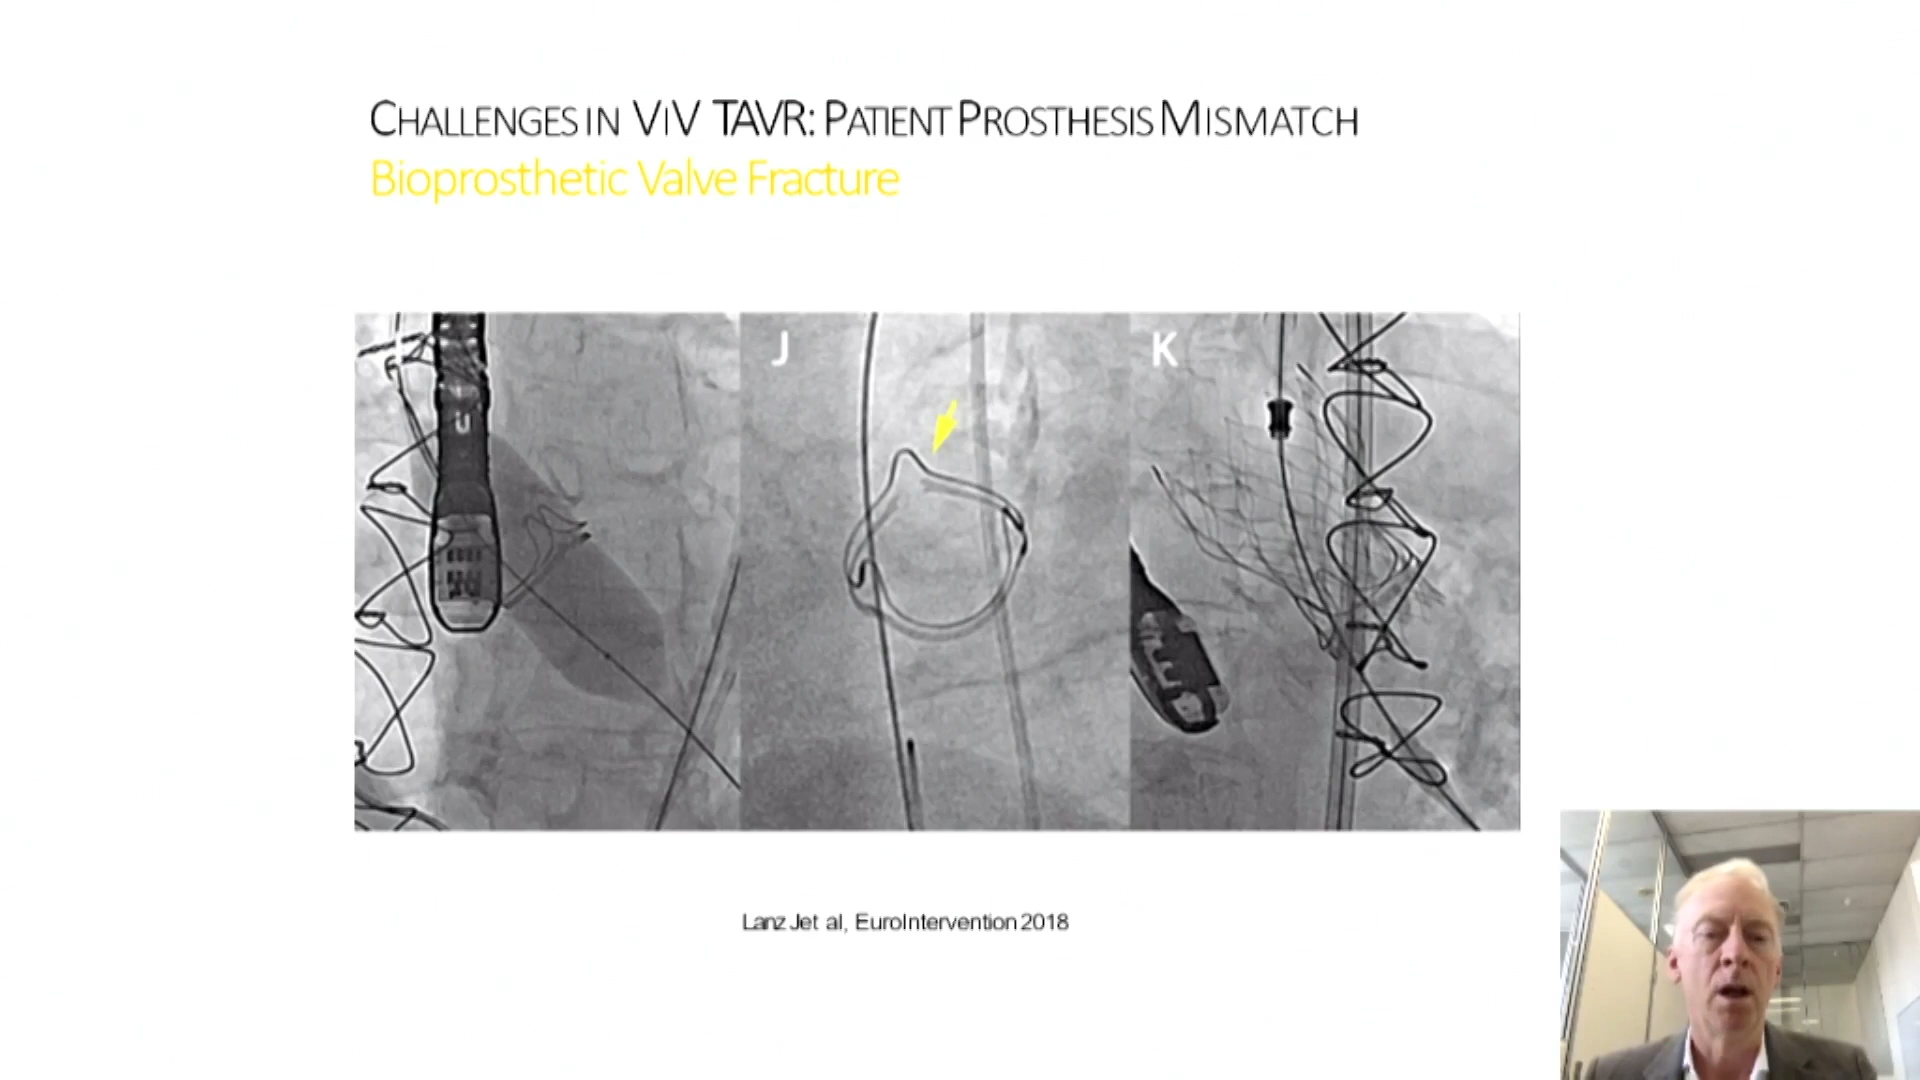 CHALLENGES IN ViV TAVR: PATIENT PROSTHESIS MISMATCH
Bioprosthetic Valve Fracture
J
K
Lanz J et al, EuroIntervention 2018